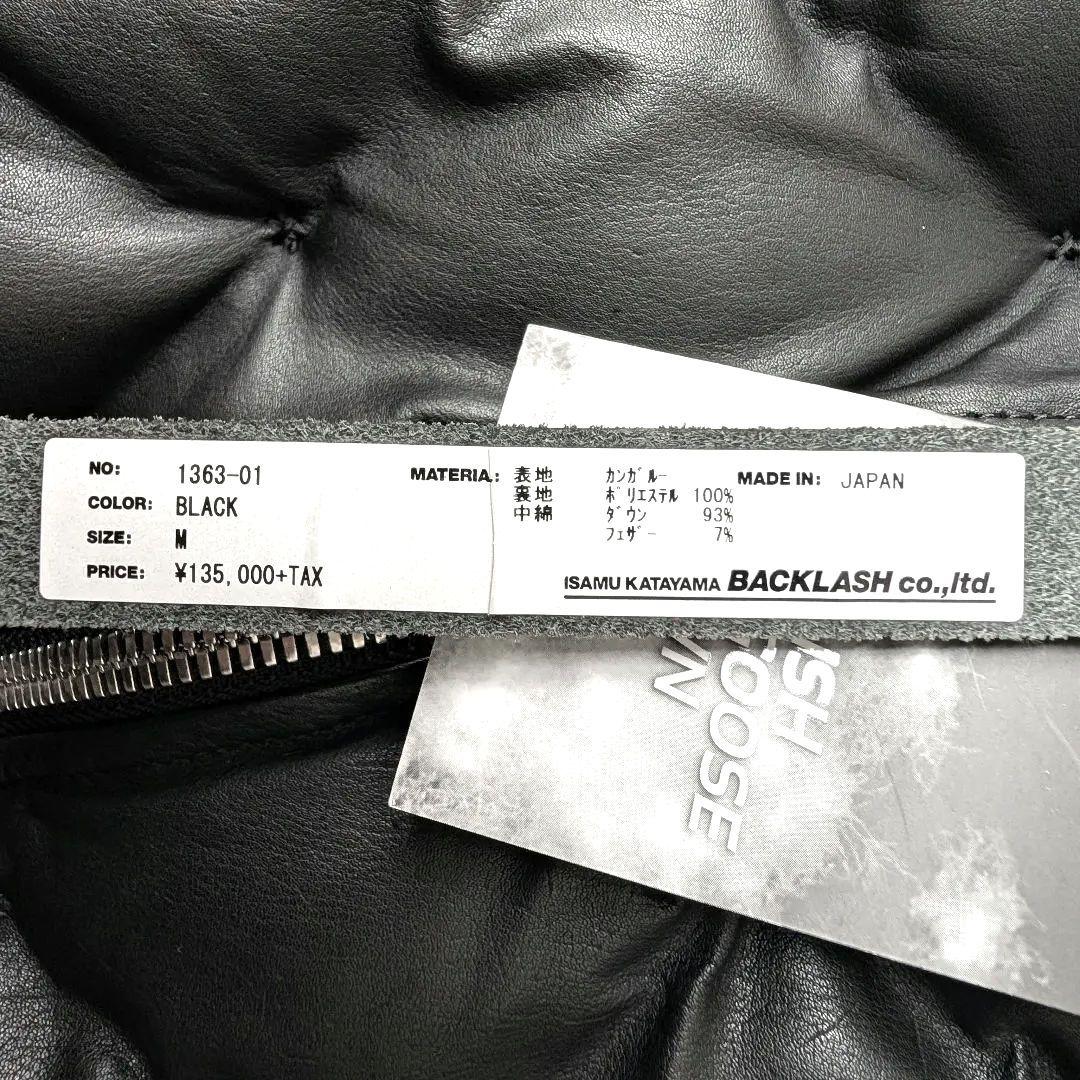 NO: 1363-01
COLOR: BLACK
SIZE: M
PRICE: ¥135,000+TAX
MATERIAL: 表地 ｶﾝｶﾞﾙｰ
裏地 ﾎﾟﾘｴｽﾃﾙ 100%
中綿 ﾀﾞｳﾝ 93%
ﾌｪｻﾞｰ 7%
MADE IN: JAPAN
ISAMU KATAYAMA BACKLASH co.,ltd.
GOOSE